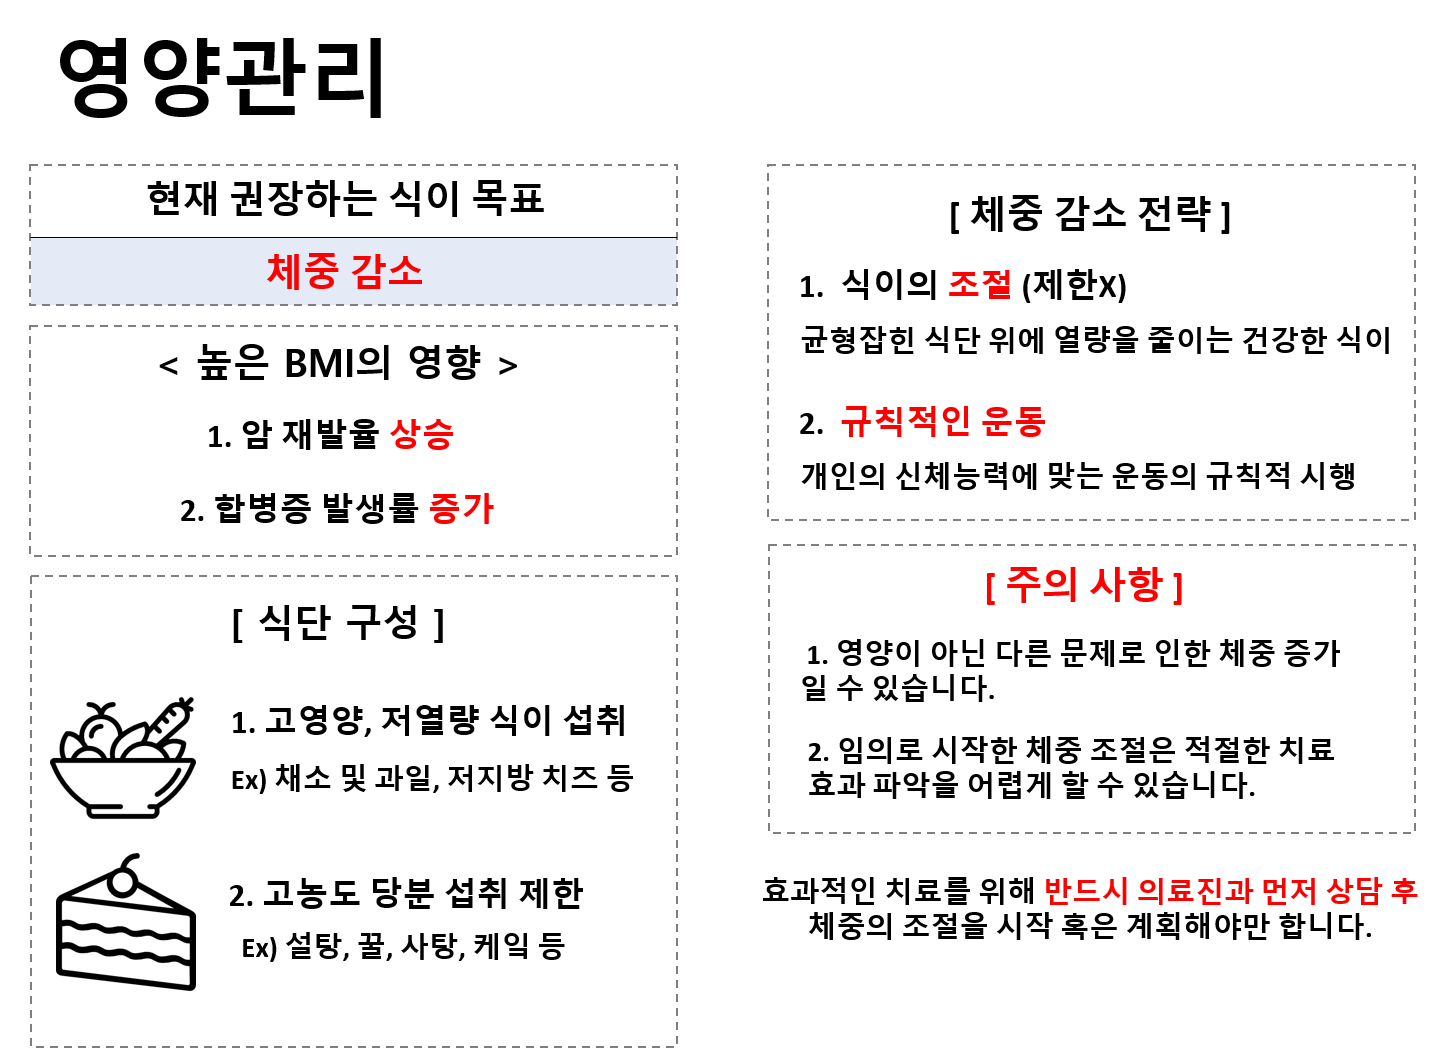 영양관리
현재 권장하는 식이 목표
체중 감소
< 높은 BMI의 영향 >
1. 암 재발율 상승
2. 합병증 발생률 증가
[ 식단 구성 ]
1. 고영양, 저열량 식이 섭취
Ex) 채소 및 과일, 저지방 치즈 등
2. 고농도 당분 섭취 제한
Ex) 설탕, 꿀, 사탕, 케잌 등
[ 체중 감소 전략 ]
1. 식이의 조절 (제한X)
균형잡힌 식단 위에 열량을 줄이는 건강한 식이
2. 규칙적인 운동
개인의 신체능력에 맞는 운동의 규칙적 시행
[ 주의 사항 ]
1. 영양이 아닌 다른 문제로 인한 체중 증가
일 수 있습니다.
2. 임의로 시작한 체중 조절은 적절한 치료
효과 파악을 어렵게 할 수 있습니다.
효과적인 치료를 위해 반드시 의료진과 먼저 상담 후
체중의 조절을 시작 혹은 계획해야만 합니다.